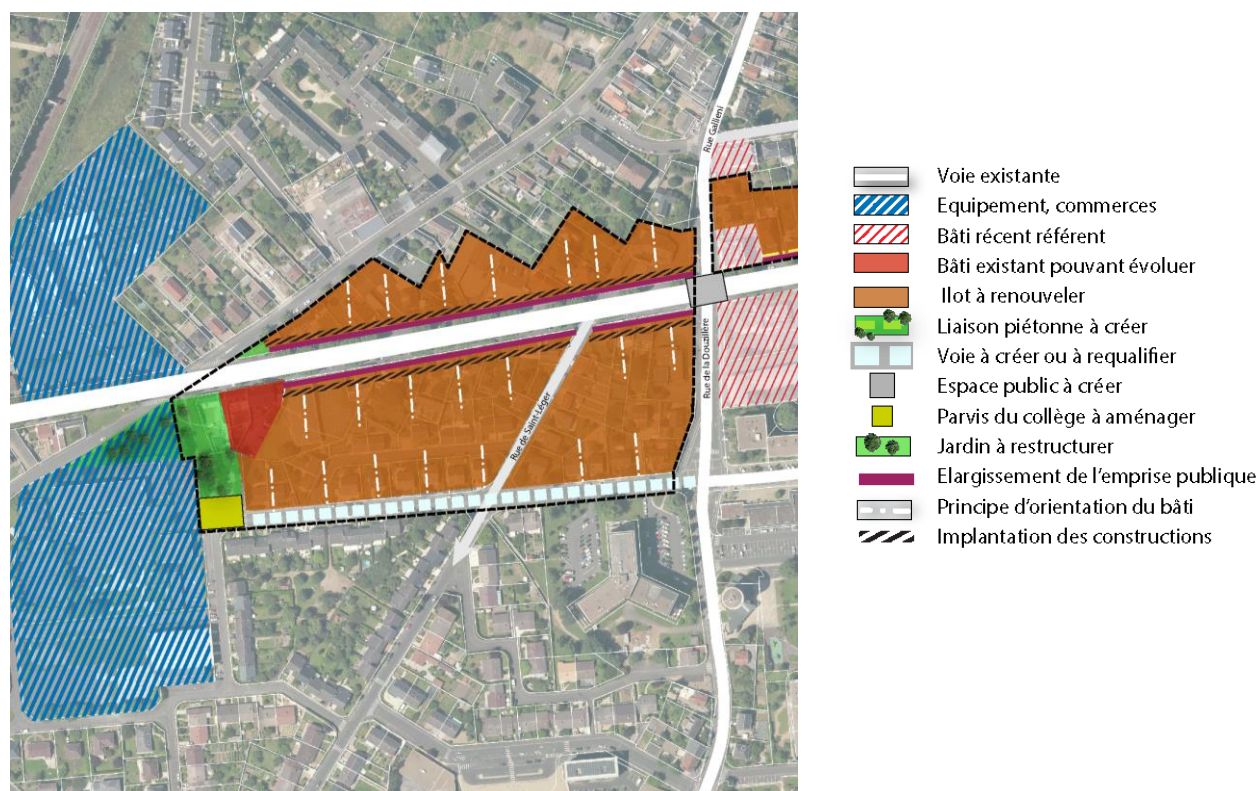 Rue Gallieni
Rue de la Douzillère
Rue de Saint-Léger
Voie existante
Equipement, commerces
Bâti récent référent
Bâti existant pouvant évoluer
Ilot à renouveler
Liaison piétonne à créer
Voie à créer ou à requalifier
Espace public à créer
Parvis du collège à aménager
Jardin à restructurer
Elargissement de l'emprise publique
Principe d'orientation du bâti
Implantation des constructions